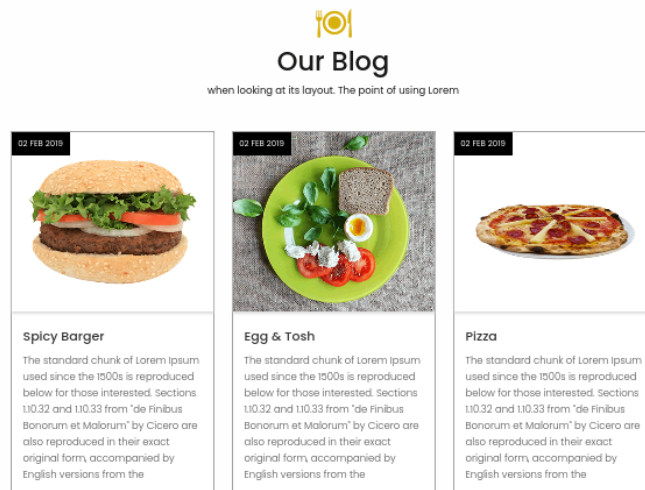 Our Blog
when looking at its layout. The point of using Lorem
02 FEB 2019
Spicy Barger
The standard chunk of Lorem Ipsum
used since the 1500s is reproduced
below for those interested. Sections
1.10.32 and 1.10.33 from "de Finibus
Bonorum et Malorum" by Cicero are
also reproduced in their exact
original form, accompanied by
English versions from the
02 FEB 2019
Egg & Tosh
The standard chunk of Lorem Ipsum
used since the 1500s is reproduced
below for those interested. Sections
1.10.32 and 1.10.33 from "de Finibus
Bonorum et Malorum" by Cicero are
also reproduced in their exact
original form, accompanied by
English versions from the
02 FEB 2019
Pizza
The standard chunk of Lorem Ipsum
used since the 1500s is reproduced
below for those interested. Sections
1.10.32 and 1.10.33 from "de Finibus
Bonorum et Malorum" by Cicero are
also reproduced in their exact
original form, accompanied by
English versions from the